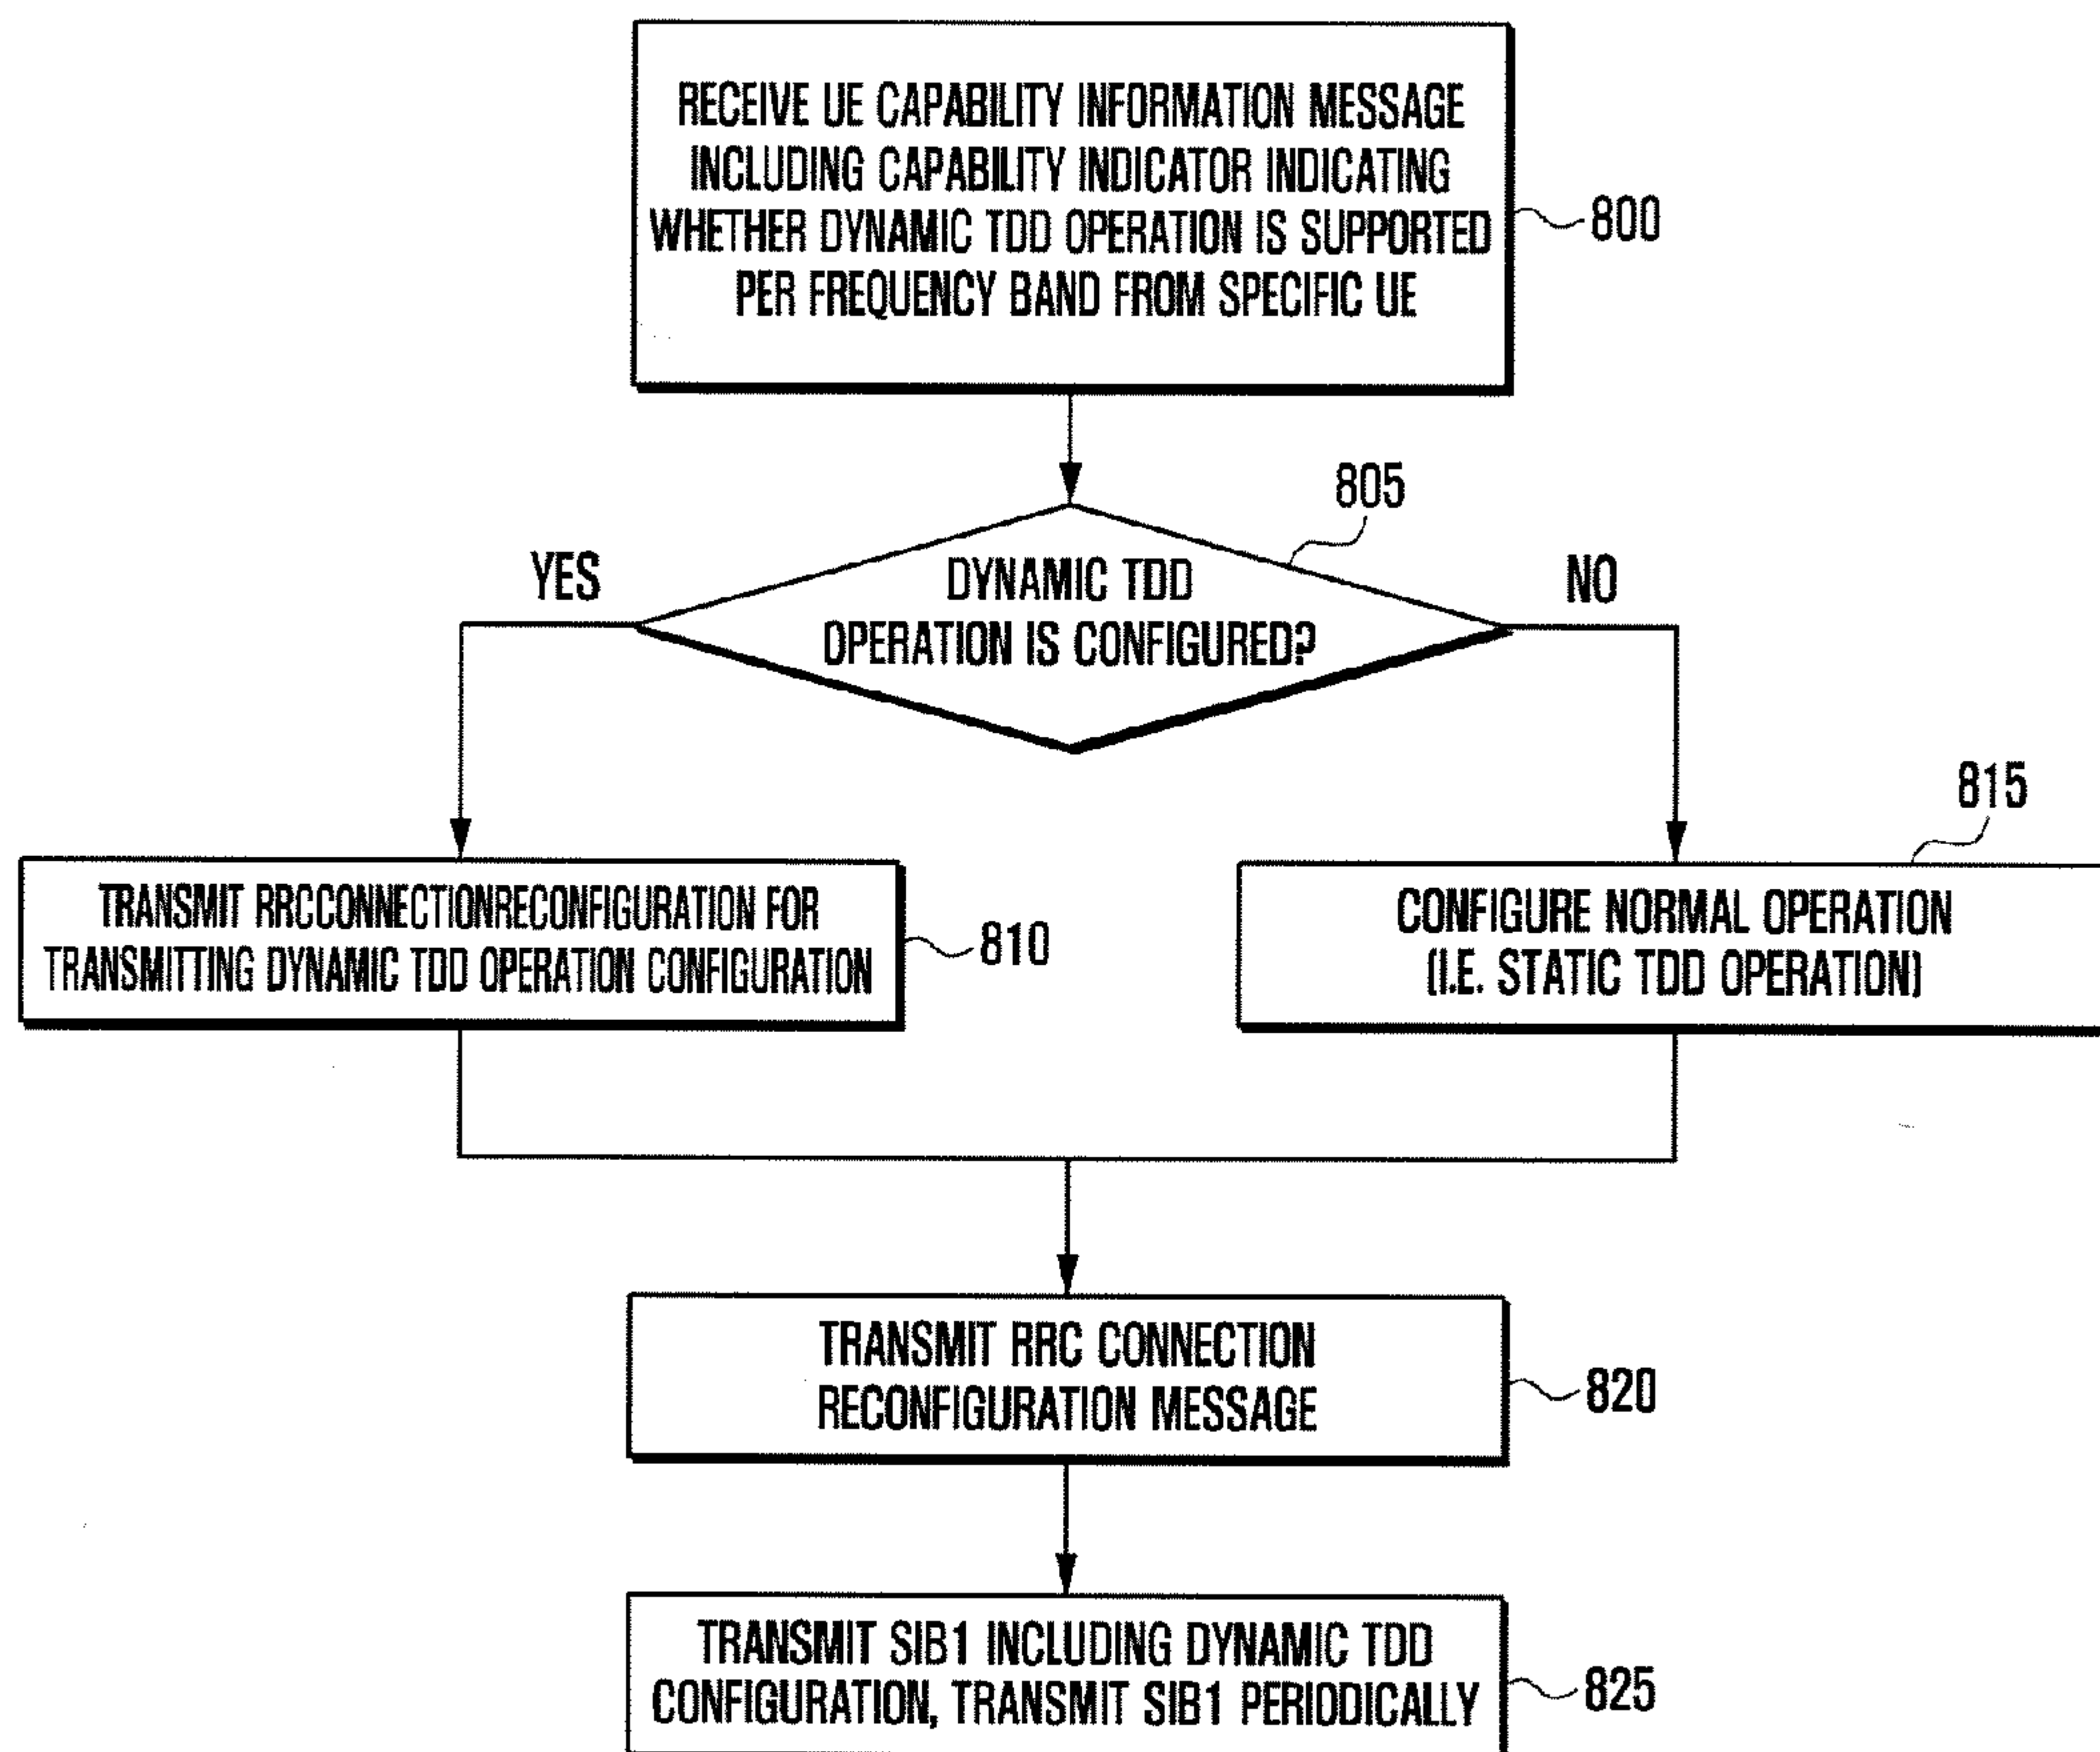 RECEIVE UE CAPABILITY INFORMATION MESSAGE
INCLUDING CAPABILITY INDICATOR INDICATING
WHETHER DYNAMIC TDD OPERATION IS SUPPORTED
PER FREQUENCY BAND FROM SPECIFIC UE
800
805
YES
DYNAMIC TDD
OPERATION IS CONFIGURED?
NO
815
TRANSMIT RRCCONNECTIONRECONFIGURATION FOR
TRANSMITTING DYNAMIC TDD OPERATION CONFIGURATION
810
CONFIGURE NORMAL OPERATION
(I.E. STATIC TDD OPERATION)
TRANSMIT RRC CONNECTION
RECONFIGURATION MESSAGE
820
TRANSMIT SIB1 INCLUDING DYNAMIC TDD
CONFIGURATION, TRANSMIT SIB1 PERIODICALLY
825